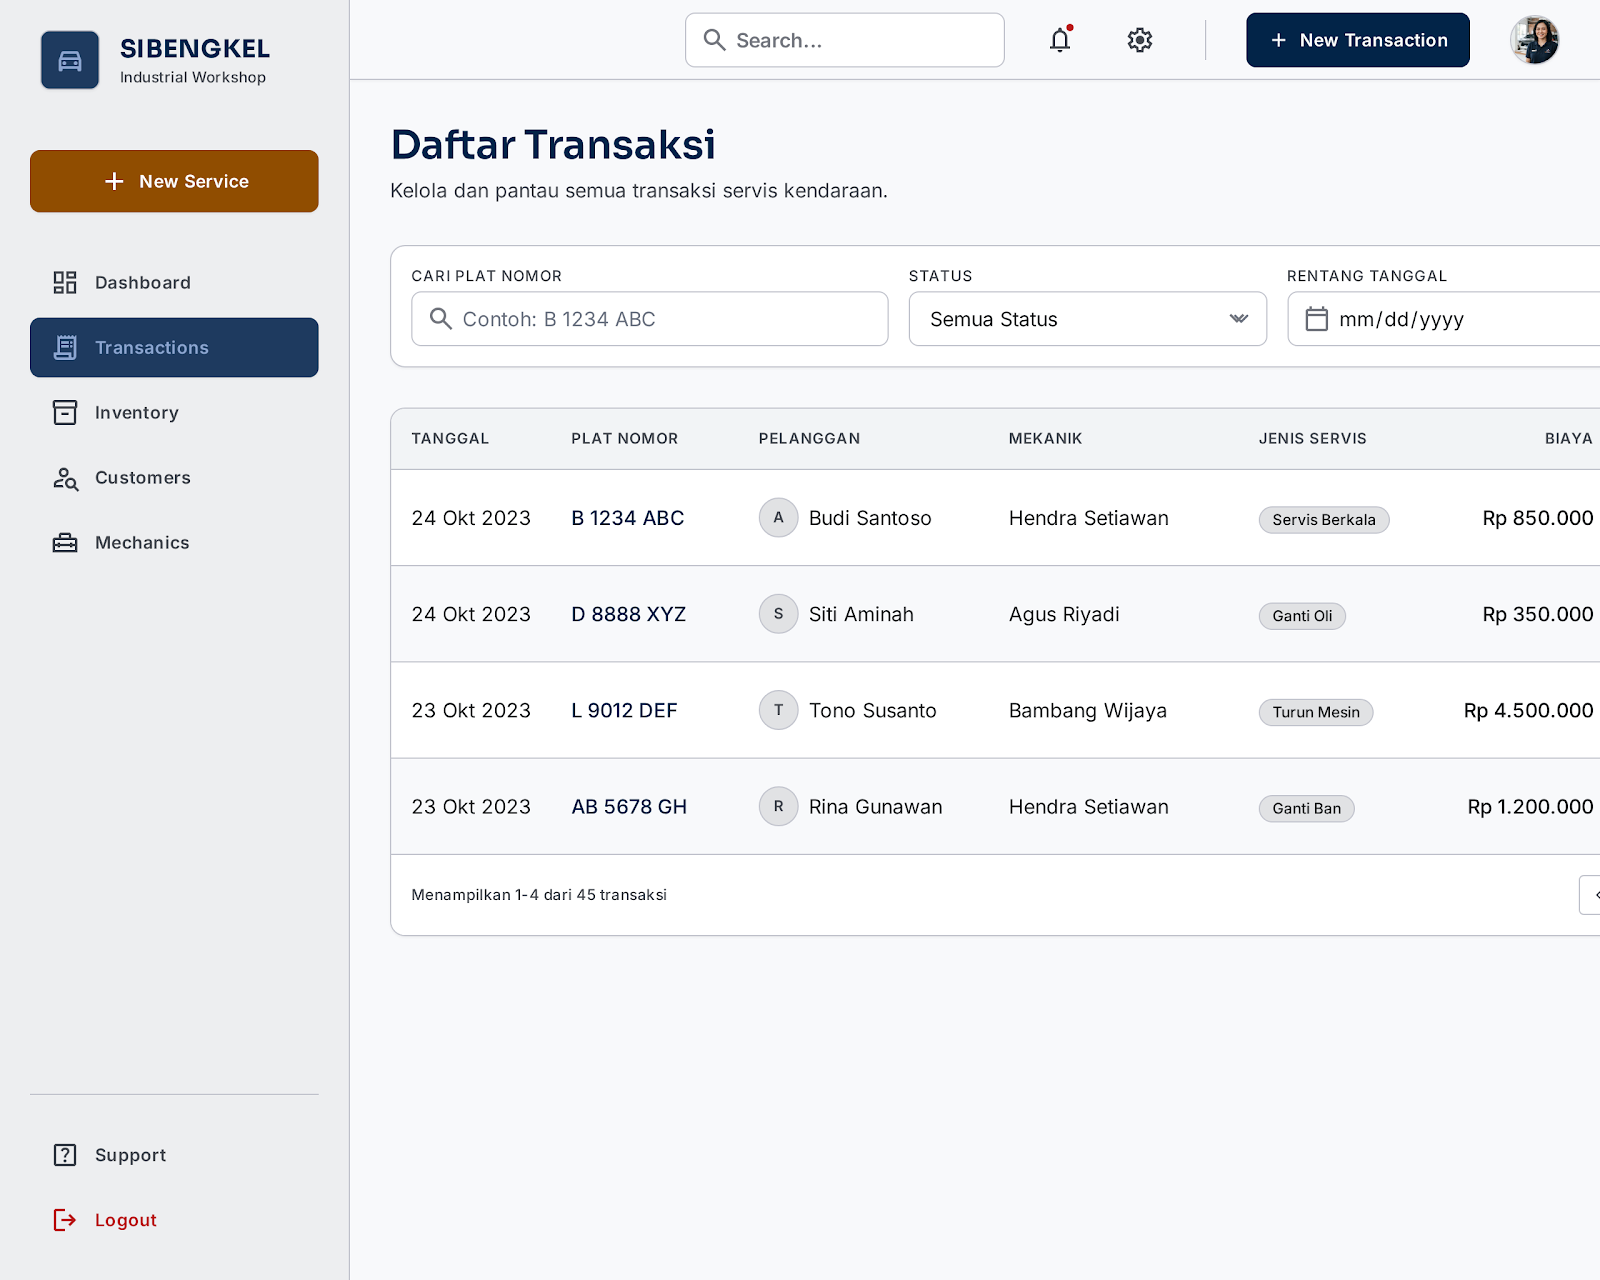 SIBENGKEL
Industrial Workshop
New Service
Dashboard
Transactions
Inventory
Customers
Mechanics
Support
Logout
Search...
New Transaction
Daftar Transaksi
Kelola dan pantau semua transaksi servis kendaraan.
CARI PLAT NOMOR STATUS RENTANG TANGGAL
Contoh: B 1234 ABC Semua Status mm/dd/yyyy
TANGGAL PLAT NOMOR PELANGGAN MEKANIK JENIS SERVIS BIAYA
24 Okt 2023 B 1234 ABC A Budi Santoso Hendra Setiawan Servis Berkala Rp 850.000
24 Okt 2023 D 8888 XYZ S Siti Aminah Agus Riyadi Ganti Oli Rp 350.000
23 Okt 2023 L 9012 DEF T Tono Susanto Bambang Wijaya Turun Mesin Rp 4.500.000
23 Okt 2023 AB 5678 GH R Rina Gunawan Hendra Setiawan Ganti Ban Rp 1.200.000
Menampilkan 1-4 dari 45 transaksi